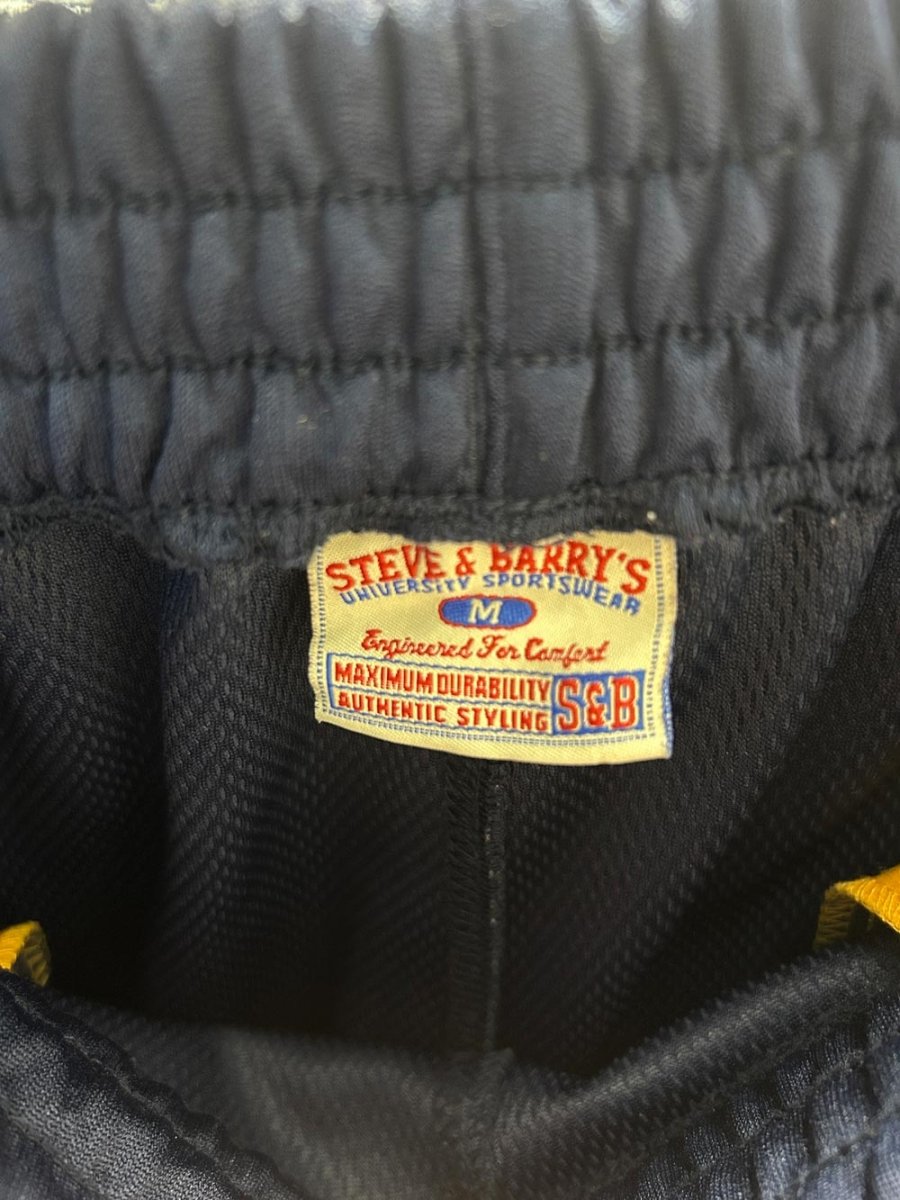 STEVE & BARRY'S
UNIVERSITY SPORTSWEAR
M
Engineered For Comfort
MAXIMUM DURABILITY
AUTHENTIC STYLING
S&B